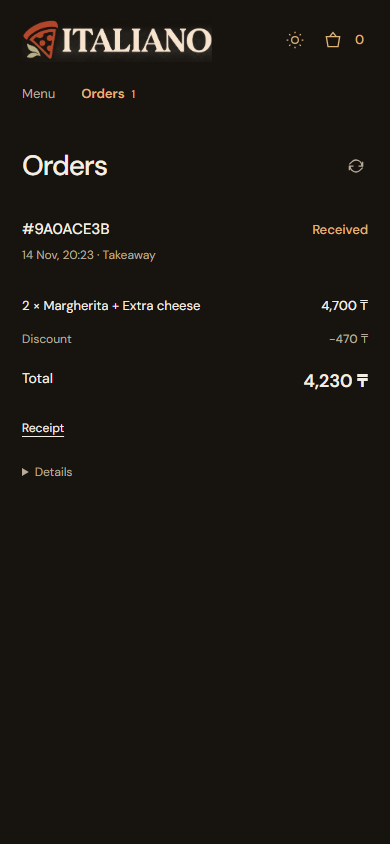 ITALIANO
0
Menu Orders 1
Orders
#9A0ACE3B Received
14 Nov, 20:23 · Takeaway
2 × Margherita + Extra cheese 4,700 ₸
Discount -470 ₸
Total 4,230 ₸
Receipt
Details